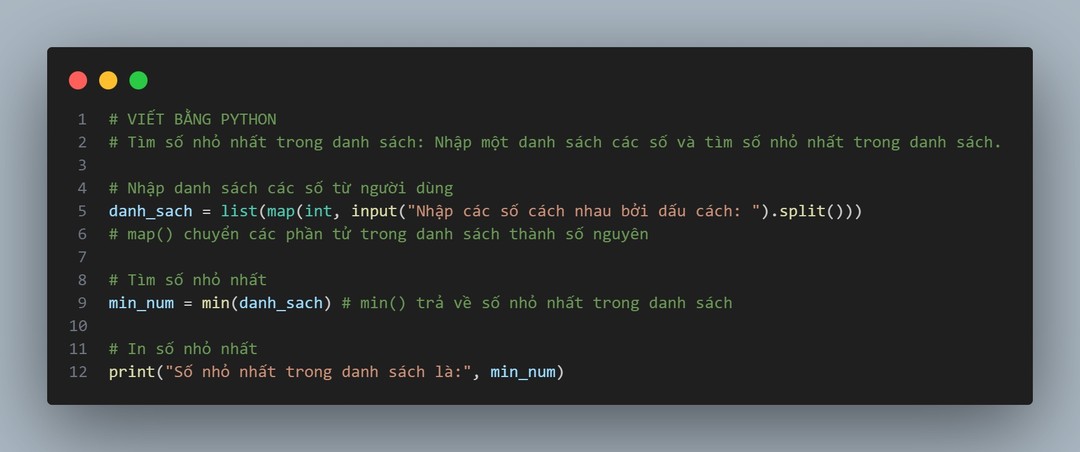 1 # VIẾT BẰNG PYTHON
2 # Tìm số nhỏ nhất trong danh sách: Nhập một danh sách các số và tìm số nhỏ nhất trong danh sách.
3
4 # Nhập danh sách các số từ người dùng
5 danh_sach = list(map(int, input("Nhập các số cách nhau bởi dấu cách: ").split()))
6 # map() chuyển các phần tử trong danh sách thành số nguyên
7
8 # Tìm số nhỏ nhất
9 min_num = min(danh_sach) # min() trả về số nhỏ nhất trong danh sách
10
11 # In số nhỏ nhất
12 print("Số nhỏ nhất trong danh sách là:", min_num)